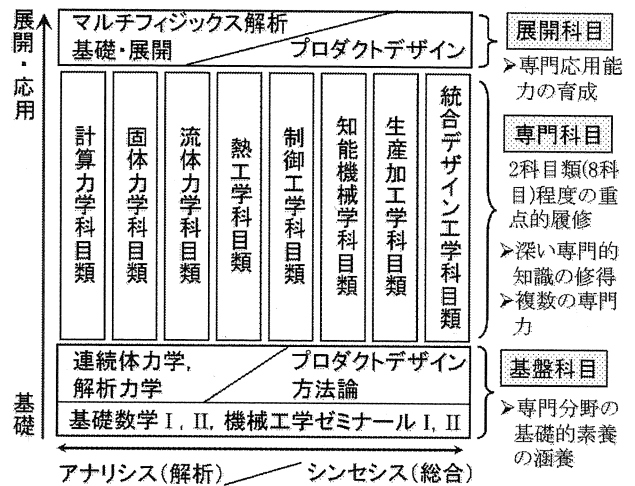 展開・応用
基礎
マルチフィジックス解析
基礎・展開
プロダクトデザイン
計算力学科目類
固体力学科目類
流体力学科目類
熱工学科目類
制御工学科目類
知能機械学科目類
生産加工学科目類
統合デザイン工学科目類
連続体力学,
解析力学
プロダクトデザイン
方法論
基礎数学Ⅰ, Ⅱ, 機械工学ゼミナールⅠ, Ⅱ
アナリシス(解析)
シンセシス(総合)
展開科目
➢専門応用能
力の育成
専門科目
2科目類(8科
目)程度の重
点的履修
➢深い専門的
知識の修得
➢複数の専門
力
基盤科目
➢専門分野の
基礎的素養
の涵養